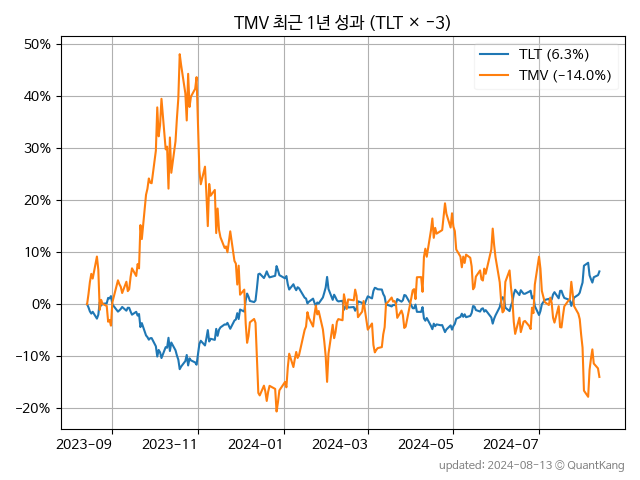 TMV 최근 1년 성과 (TLT × −3)
TLT (6.3%)
TMV (−14.0%)
50%
40%
30%
20%
10%
0%
−10%
−20%
2023-09 2023-11 2024-01 2024-03 2024-05 2024-07
updated: 2024-08-13 © QuantKang